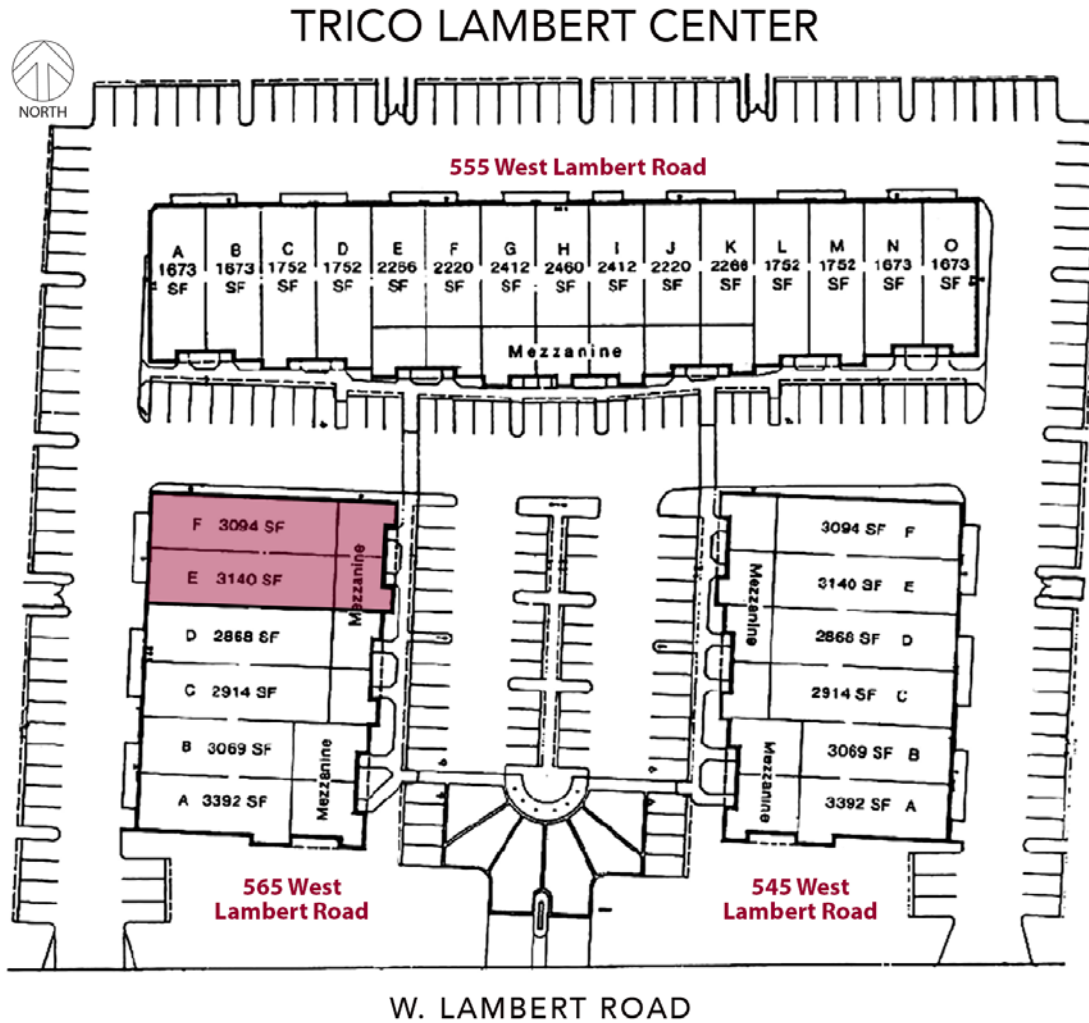 TRICO LAMBERT CENTER
NORTH
555 West Lambert Road
A
1673
SF
B
1673
SF
C
1752
SF
D
1752
SF
E
2266
SF
F
2220
SF
G
2412
SF
H
2460
SF
I
2412
SF
J
2220
SF
K
2266
SF
L
1752
SF
M
1752
SF
N
1673
SF
O
1673
SF
Mezzanine
F 3094 SF
E 3140 SF
Mezzanine
D 2868 SF
C 2914 SF
B 3069 SF
A 3392 SF
Mezzanine
3094 SF F
3140 SF E
Mezzanine
2868 SF D
2914 SF C
3069 SF B
3392 SF A
Mezzanine
565 West
Lambert Road
545 West
Lambert Road
W. LAMBERT ROAD